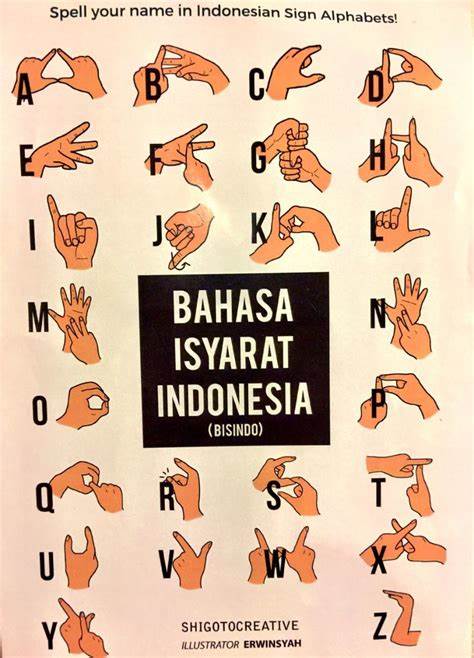 Spell your name in Indonesian Sign Alphabets!
A B C D
E F G H
I J K L
M N
BAHASA
ISYARAT
INDONESIA
(BISINDO)
O P
Q R S T
U V W X
Y Z
SHIGOTOCREATIVE
ILLUSTRATOR ERWINSYAH